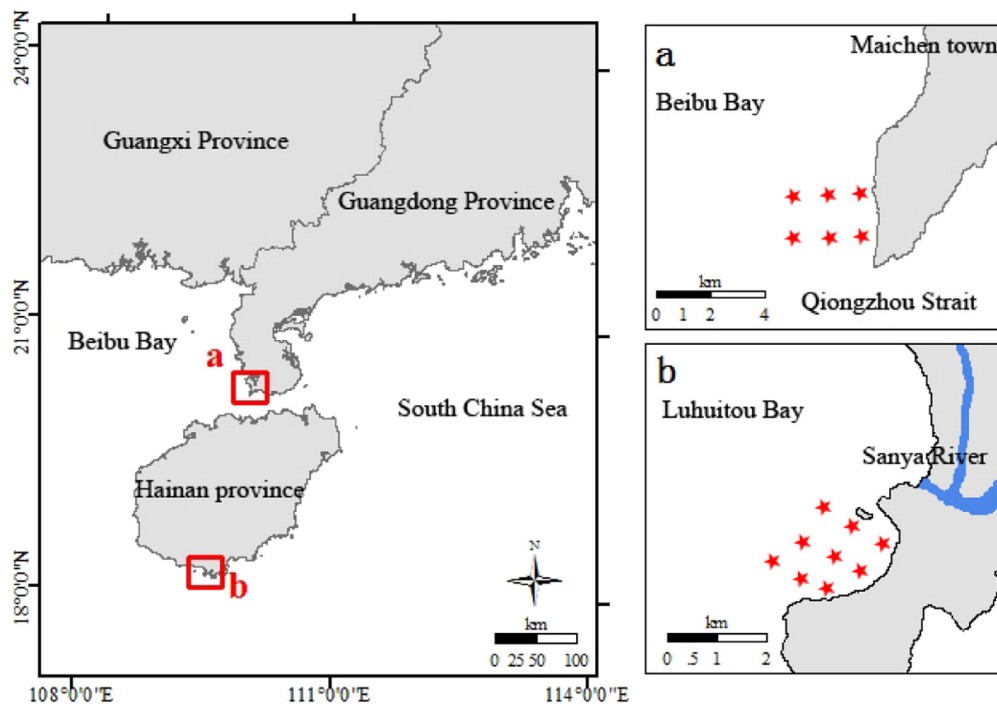 24°0'0"N
21°0'0"N
18°0'0"N
Guangxi Province
Guangdong Province
Beibu Bay
a
South China Sea
Hainan province
b
N
km
0 25 50 100
108°0'0"E
111°0'0"E
114°0'0"E
a
Maichen town
Beibu Bay
km
0 1 2 4
Qiongzhou Strait
b
Luhuitou Bay
Sanya River
km
0 .5 1 2